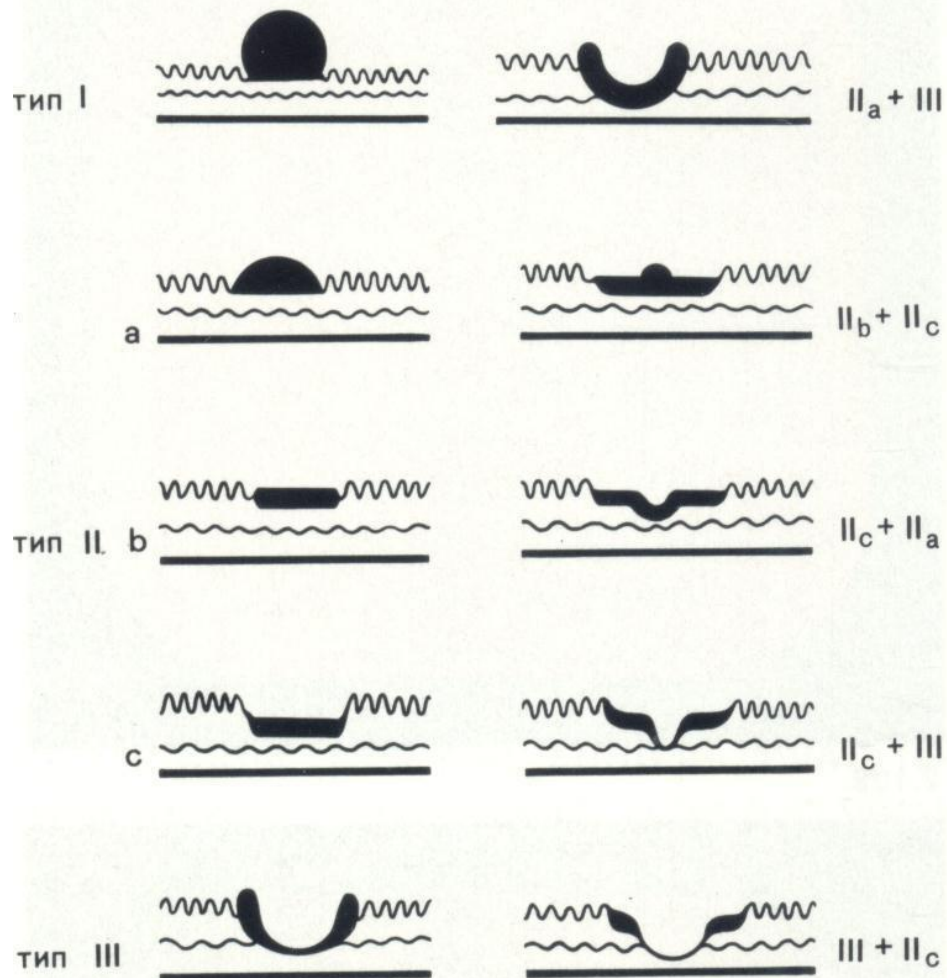 тип I
IIa + III
a
IIb + IIc
тип II. b
IIc + IIa
c
IIc + III
тип III
III + IIc